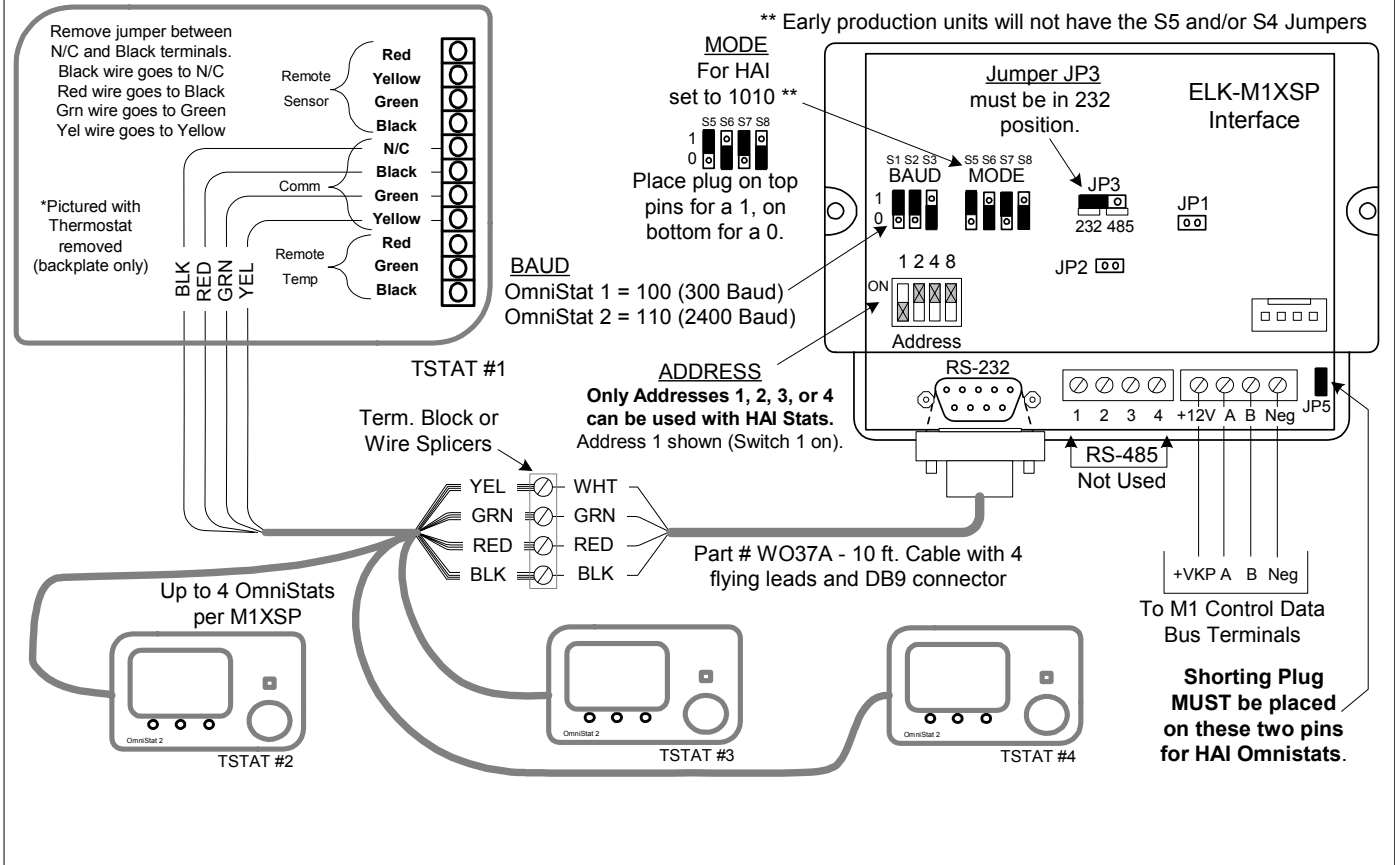 ** Early production units will not have the S5 and/or S4 Jumpers
Remove jumper between
N/C and Black terminals.
Black wire goes to N/C
Red wire goes to Black
Grn wire goes to Green
Yel wire goes to Yellow
*Pictured with
Thermostat
removed
(backplate only)
Remote
Sensor
Red
Yellow
Green
Black
Comm
N/C
Black
Green
Yellow
Remote
Temp
Red
Green
Black
BLK
RED
GRN
YEL
TSTAT #1
MODE
For HAI
set to 1010 **
S5 S6 S7 S8
1
0
Place plug on top
pins for a 1, on
bottom for a 0.
BAUD
OmniStat 1 = 100 (300 Baud)
OmniStat 2 = 110 (2400 Baud)
ADDRESS
Only Addresses 1, 2, 3, or 4
can be used with HAI Stats.
Address 1 shown (Switch 1 on).
Jumper JP3
must be in 232
position.
ELK-M1XSP
Interface
S1 S2 S3
BAUD
1
0
S5 S6 S7 S8
MODE
JP3
232 485
JP1
JP2
1 2 4 8
ON
Address
RS-232
1 2 3 4
+12V A B Neg
JP5
RS-485
Not Used
Term. Block or
Wire Splicers
YEL WHT
GRN GRN
RED RED
BLK BLK
Part # WO37A - 10 ft. Cable with 4
flying leads and DB9 connector
+VKP A B Neg
To M1 Control Data
Bus Terminals
Shorting Plug
MUST be placed
on these two pins
for HAI Omnistats.
Up to 4 OmniStats
per M1XSP
OmniStat 2
TSTAT #2
OmniStat 2
TSTAT #3
OmniStat 2
TSTAT #4